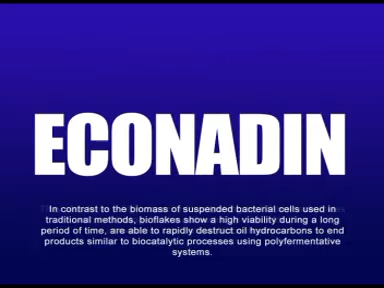 ECONADIN
In contrast to the biomass of suspended bacterial cells used in
traditional methods, bioflakes show a high viability during a long
period of time, are able to rapidly destruct oil hydrocarbons to end
products similar to biocatalytic processes using polyfermentative
systems.